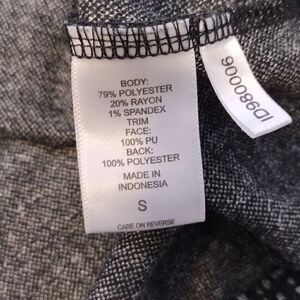 BODY:
79% POLYESTER
20% RAYON
1% SPANDEX
TRIM
FACE:
100% PU
BACK:
100% POLYESTER
MADE IN
INDONESIA
S
CARE ON REVERSE
ID980006